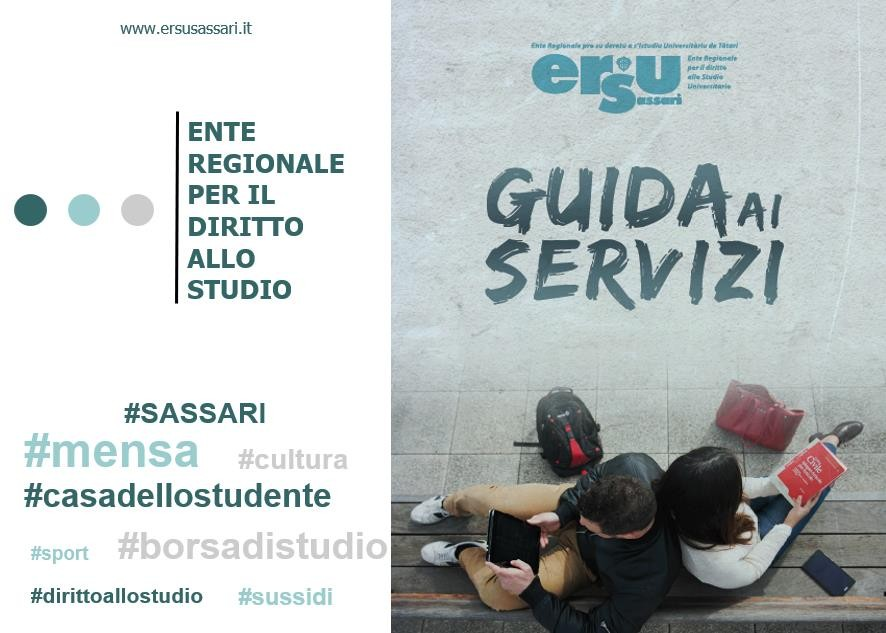 www.ersusassari.it
ENTE
REGIONALE
PER IL
DIRITTO
ALLO
STUDIO
#SASSARI
#mensa
#cultura
#casadellostudente
#sport
#borsadistudio
#dirittoallostudio
#sussidi
Ente Regionale pro su deretu a s'Istudiu Universitàriu de Tàtari
ersu
sassari
Ente Regionale
per il diritto
allo Studio
Universitario
GUIDA AI
SERVIZI
Civile